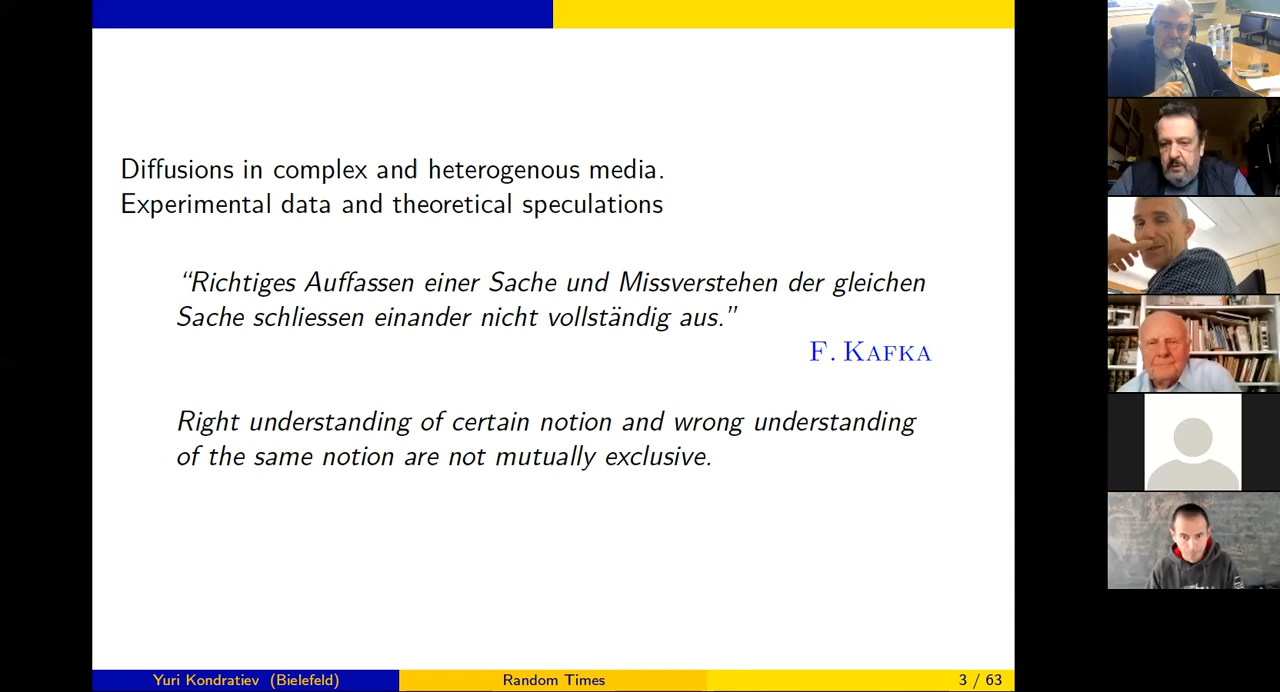 Diffusions in complex and heterogenous media.
Experimental data and theoretical speculations
“Richtiges Auffassen einer Sache und Missverstehen der gleichen
Sache schliessen einander nicht vollständig aus.”
F. KAFKA
Right understanding of certain notion and wrong understanding
of the same notion are not mutually exclusive.
Yuri Kondratiev (Bielefeld) Random Times 3 / 63